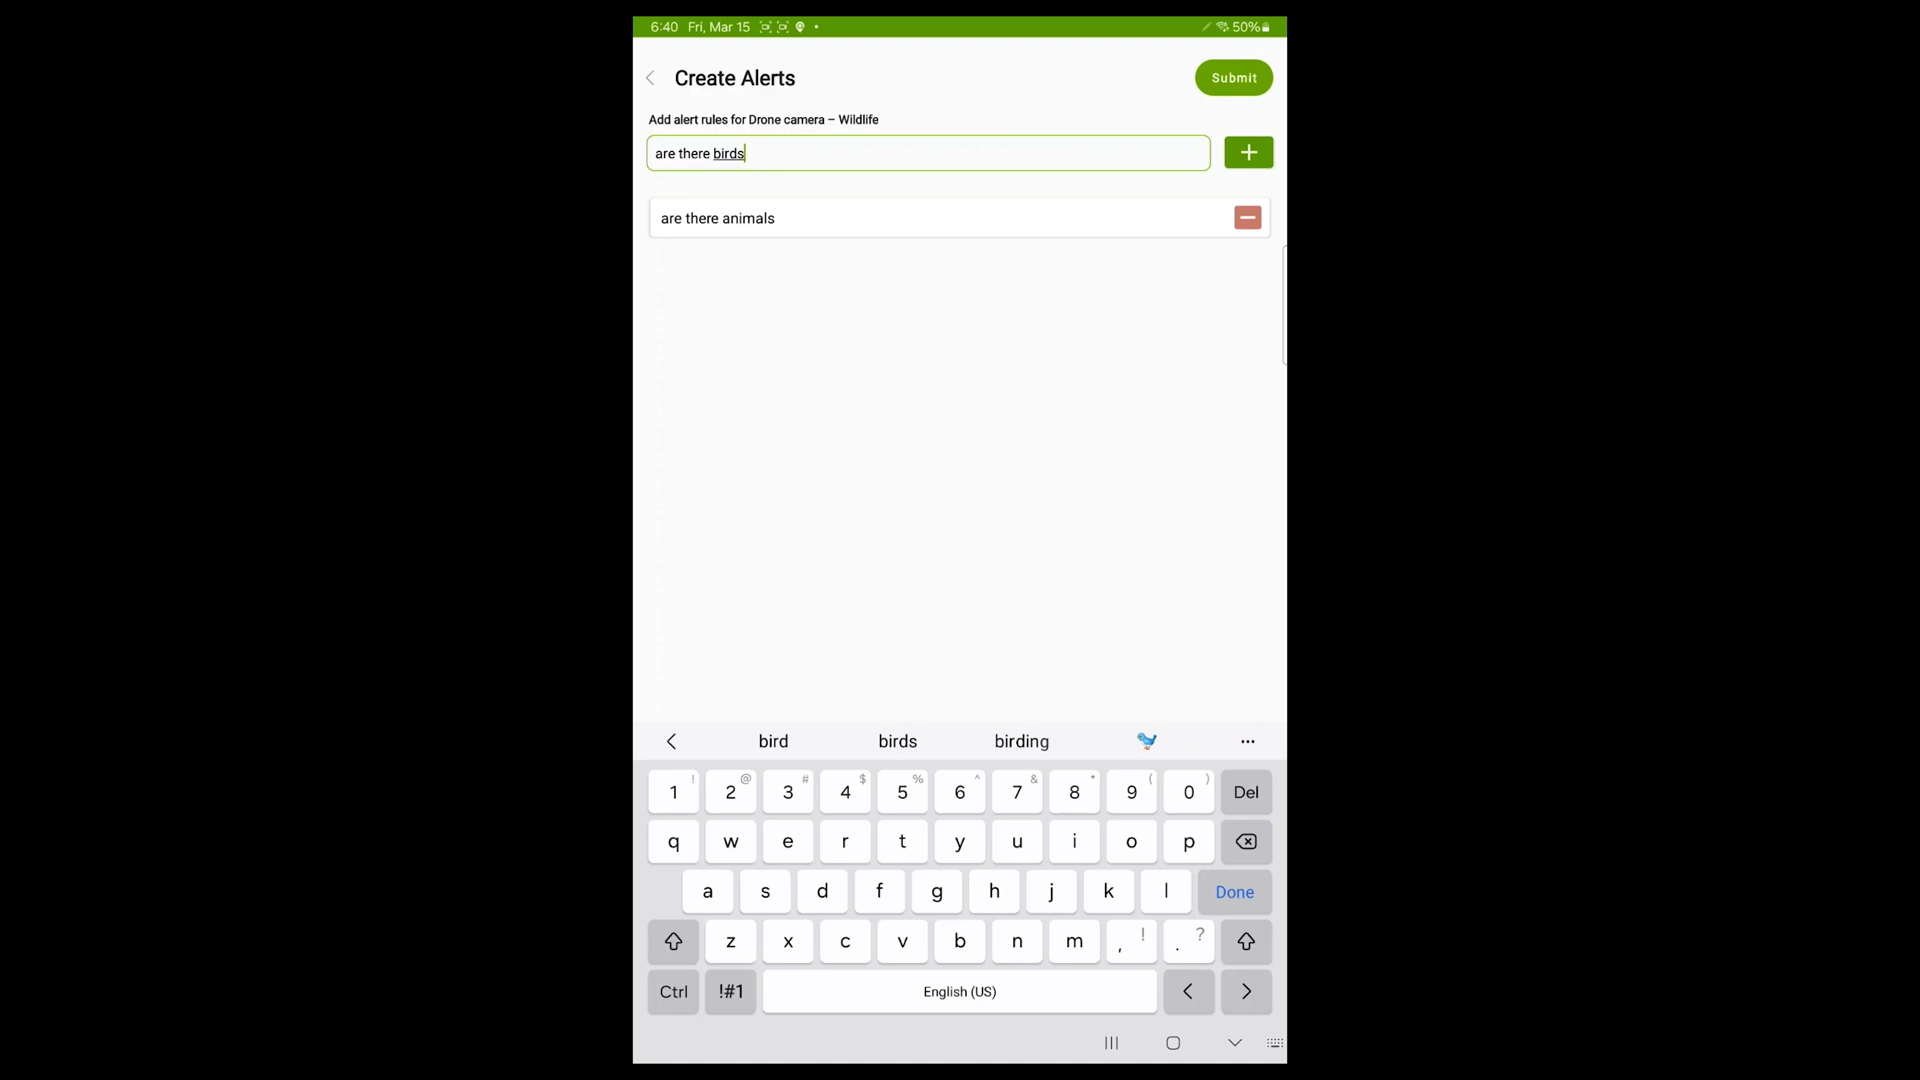 6:40 Fri, Mar 15 50%
Create Alerts
Submit
Add alert rules for Drone camera – Wildlife
are there birds
+
are there animals
bird birds birding ...
! @ # $ % ^ & * ( )
1 2 3 4 5 6 7 8 9 0 Del
q w e r t y u i o p
a s d f g h j k l Done
z x c v b n m , ! . ?
Ctrl !#1 English (US) < >